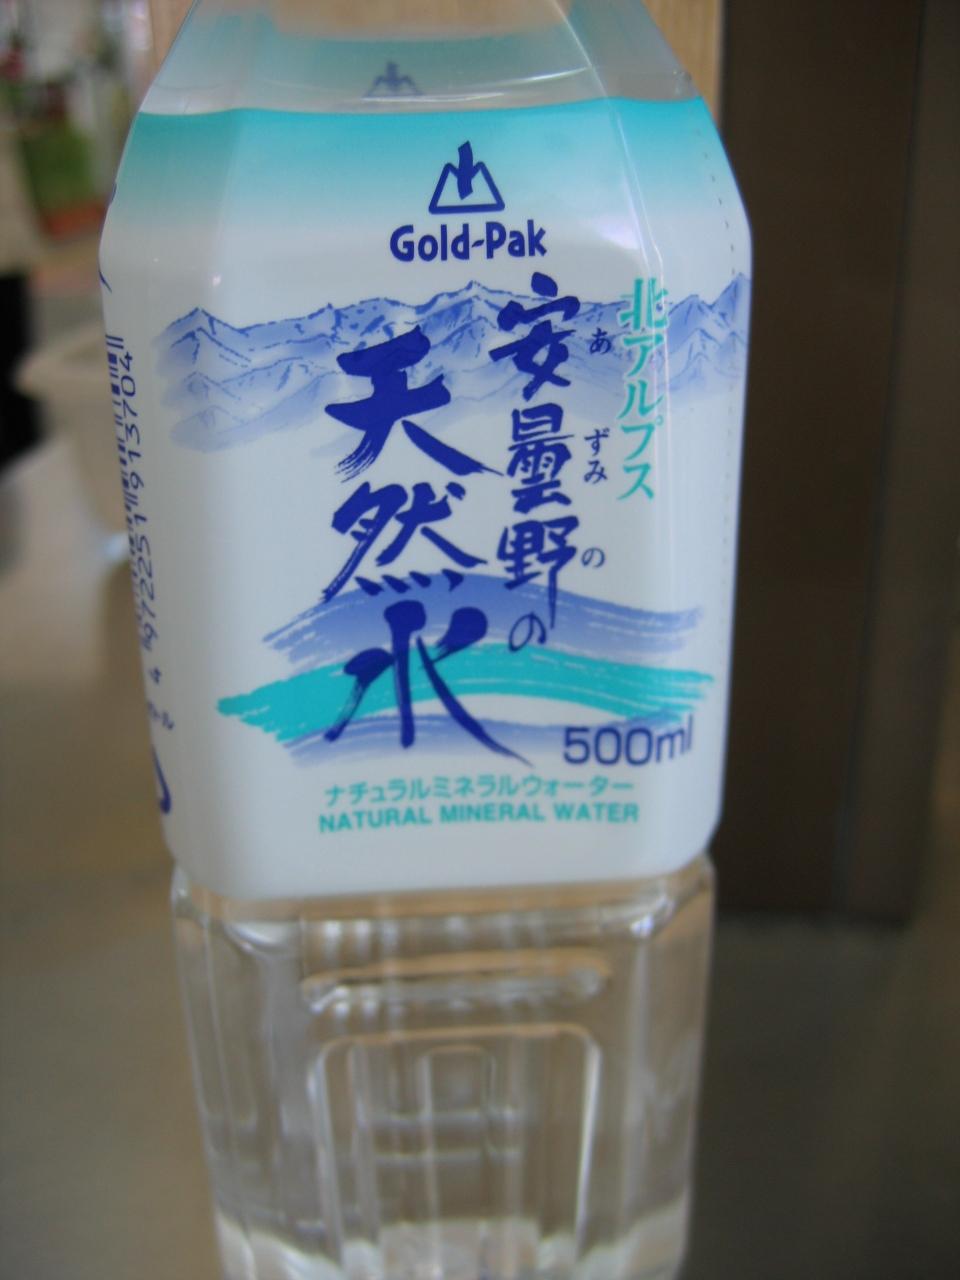 Gold-Pak
北アルプス
安曇野の
あずみの
天然水
500ml
ナチュラルミネラルウォーター
NATURAL MINERAL WATER